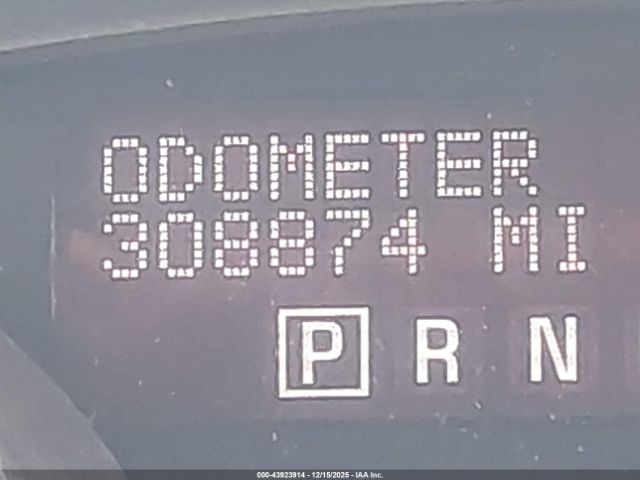 ODOMETER
308874 MI
P R N
000-43923914 - 12/15/2025 - IAA Inc.